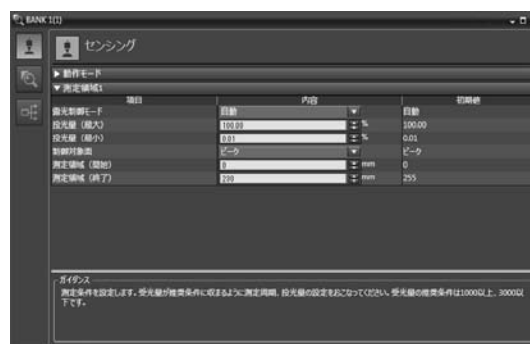 BANK 1(1)
センシング
▶動作モード
▼測定領域1
項目 内容 初期値
発光制御モード 自動 自動
投光量（最大） 100.00 % 100.00
投光量（最小） 0.01 % 0.01
制御対象面 ピーク ピーク
測定領域（開始） 0 mm 0
測定領域（終了） 200 mm 255
ガイダンス
測定条件を設定します。受光量が推奨条件に収まるように測定周期、投光量の設定をおこなってください。受光量の推奨条件は1000以上、3000以
下です。